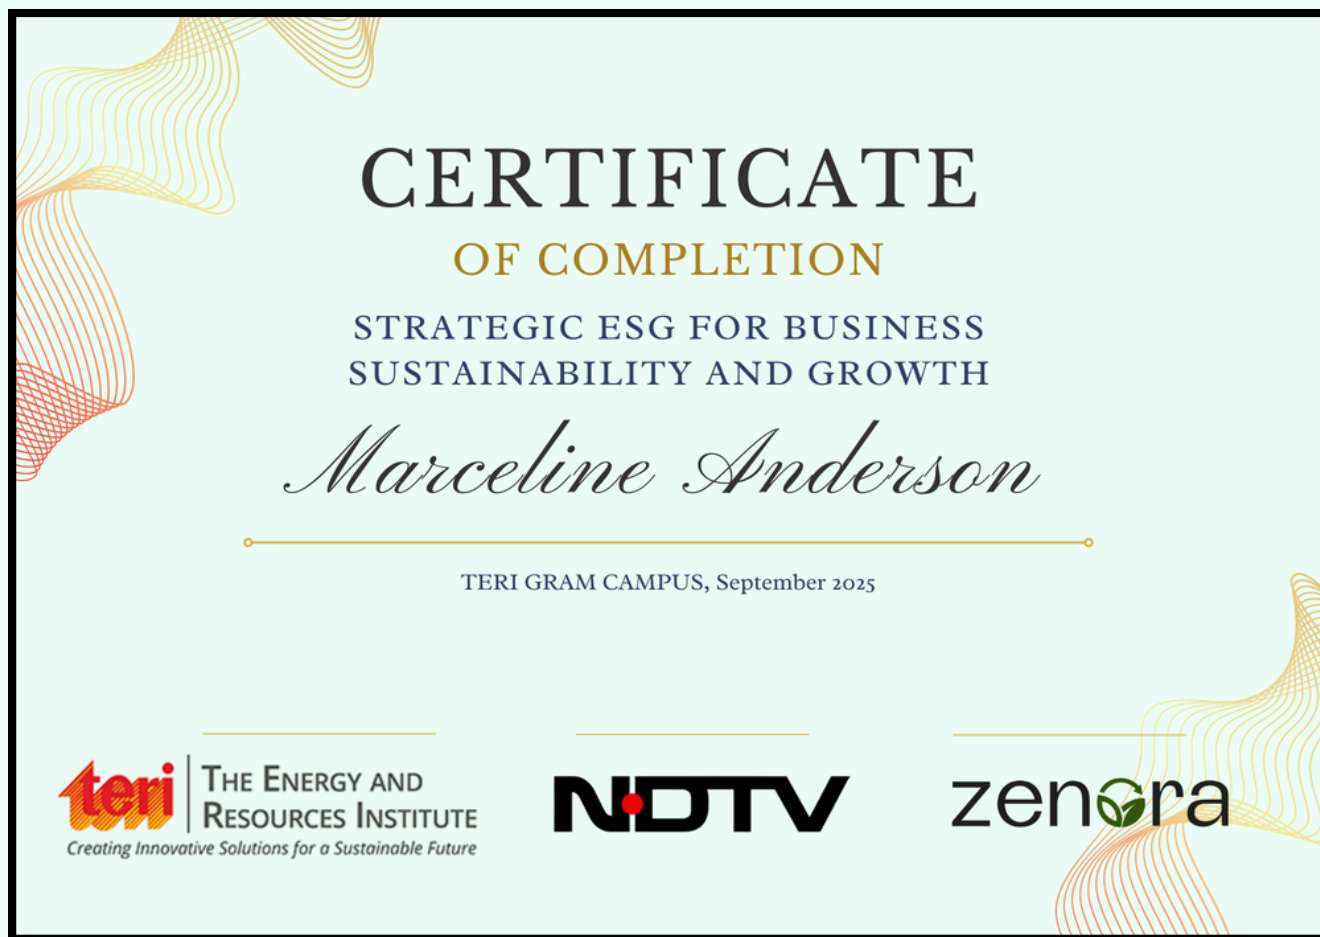 CERTIFICATE
OF COMPLETION
STRATEGIC ESG FOR BUSINESS
SUSTAINABILITY AND GROWTH
Marceline Anderson
TERI GRAM CAMPUS, September 2025
teri
THE ENERGY AND
RESOURCES INSTITUTE
Creating Innovative Solutions for a Sustainable Future
NDTV
zenora